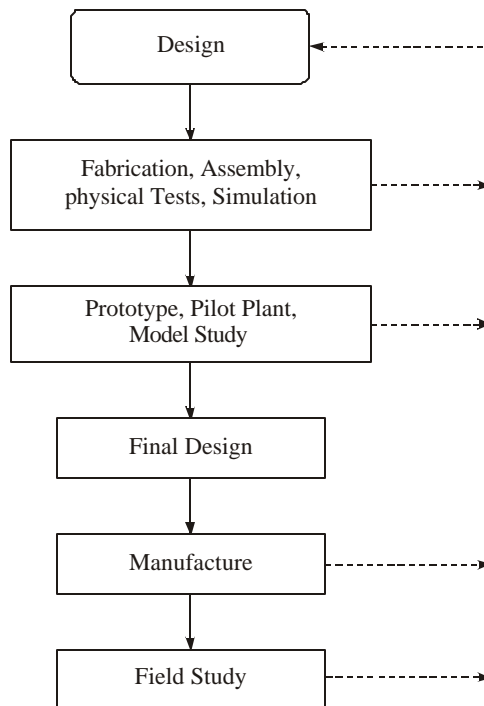 Design
Fabrication, Assembly,
physical Tests, Simulation
Prototype, Pilot Plant,
Model Study
Final Design
Manufacture
Field Study